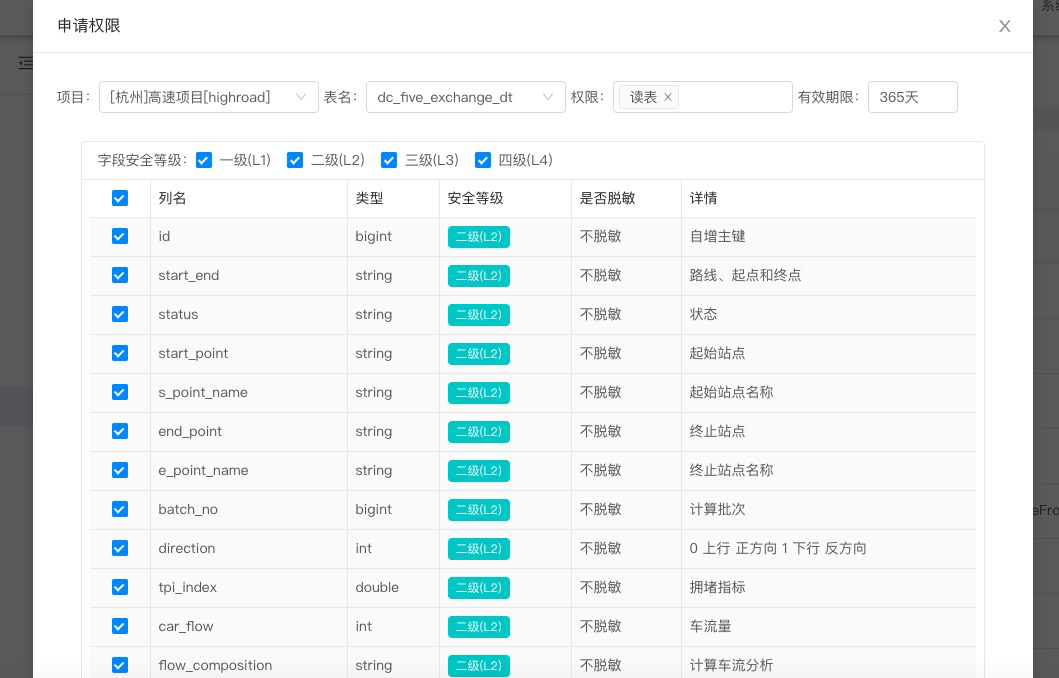 系统
申请权限
项目: [杭州]高速项目[highroad] 表名: dc_five_exchange_dt 权限: 读表 有效期限: 365天
字段安全等级: 一级(L1) 二级(L2) 三级(L3) 四级(L4)
列名 类型 安全等级 是否脱敏 详情
id bigint 二级(L2) 不脱敏 自增主键
start_end string 二级(L2) 不脱敏 路线、起点和终点
status string 二级(L2) 不脱敏 状态
start_point string 二级(L2) 不脱敏 起始站点
s_point_name string 二级(L2) 不脱敏 起始站点名称
end_point string 二级(L2) 不脱敏 终止站点
e_point_name string 二级(L2) 不脱敏 终止站点名称
batch_no bigint 二级(L2) 不脱敏 计算批次
eFro
direction int 二级(L2) 不脱敏 0 上行 正方向 1 下行 反方向
tpi_index double 二级(L2) 不脱敏 拥堵指标
car_flow int 二级(L2) 不脱敏 车流量
flow_composition string 二级(L2) 不脱敏 计算车流分析